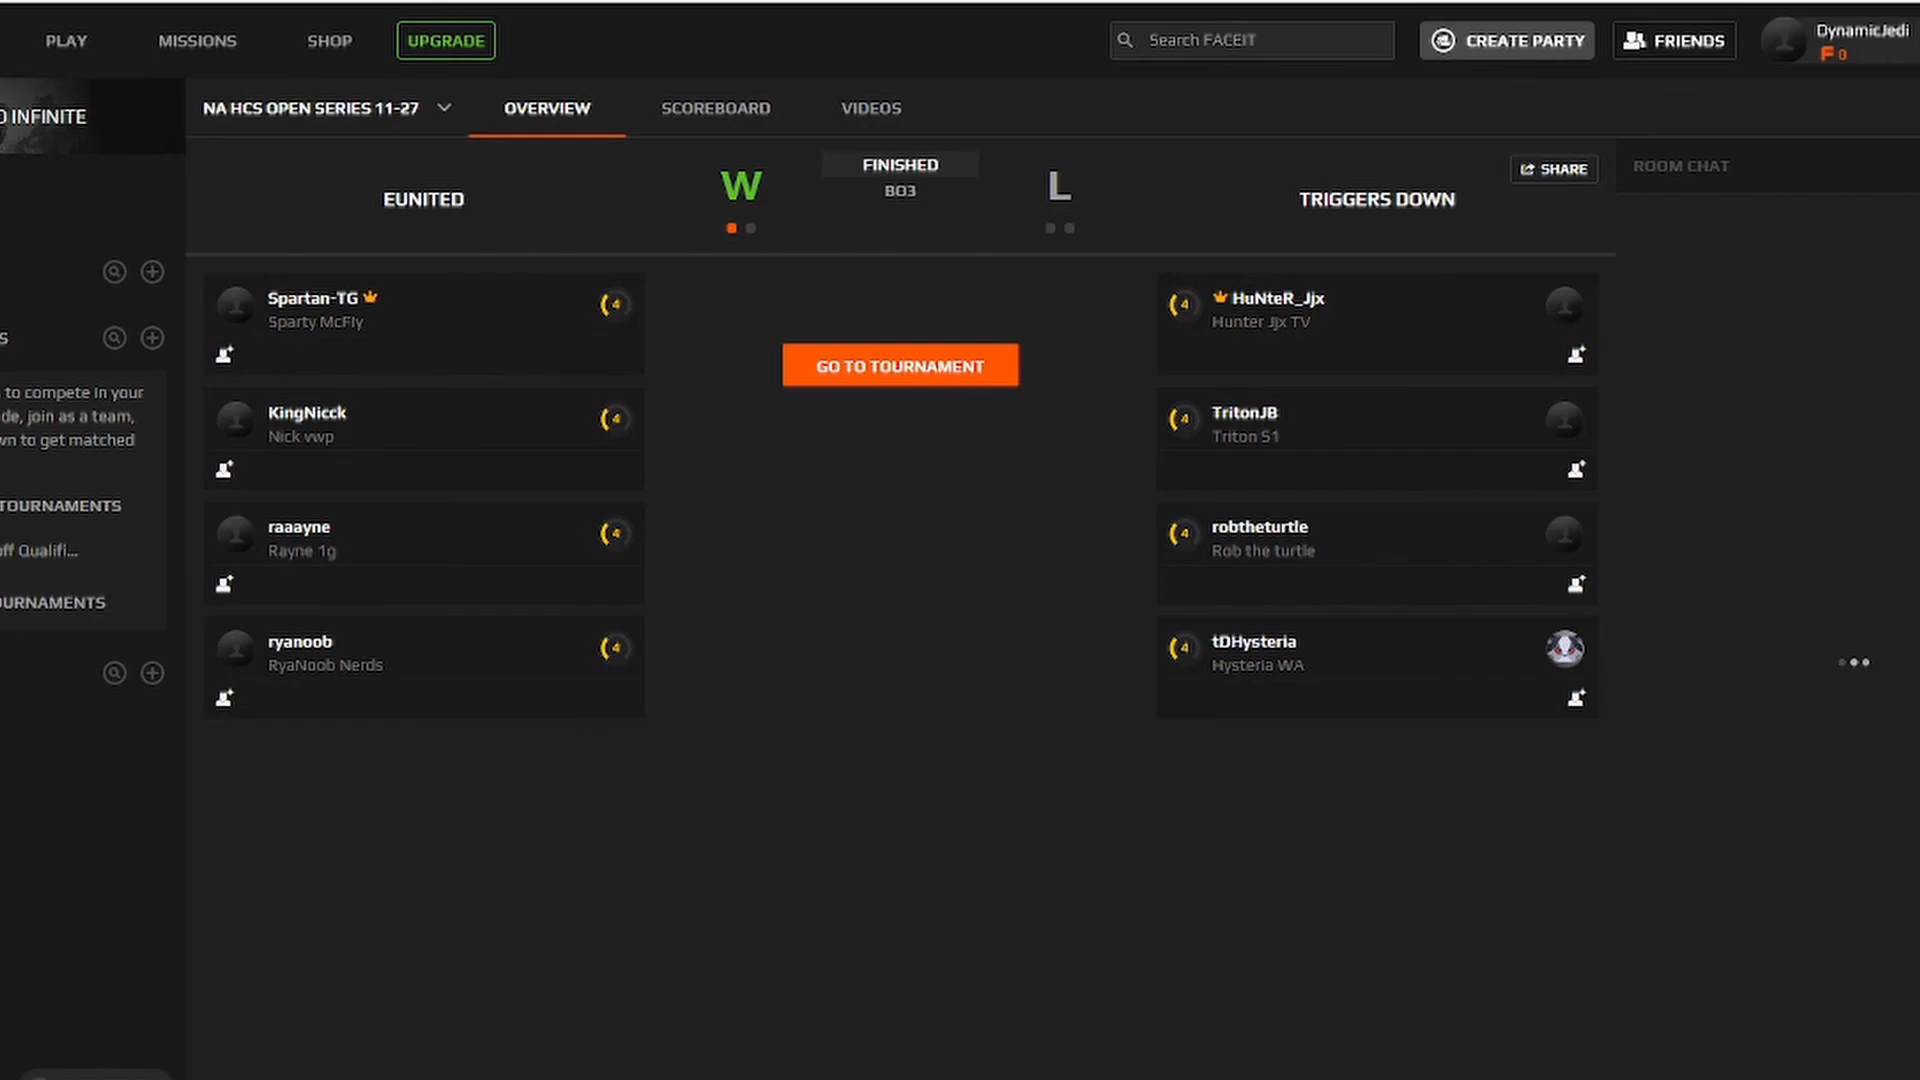 PLAY
MISSIONS
SHOP
UPGRADE
Search FACEIT
CREATE PARTY
FRIENDS
DynamicJedi
0
INFINITE
NA HCS OPEN SERIES 11-27
OVERVIEW
SCOREBOARD
VIDEOS
EUNITED
W
FINISHED
BO3
L
TRIGGERS DOWN
SHARE
ROOM CHAT
Spartan-TG
Sparty McFly
4
KingNicck
Nick vwp
4
raaayne
Rayne 1g
4
ryanoob
RyaNoob Nerds
4
GO TO TOURNAMENT
4
HuNteR_Jjx
Hunter Jjx TV
4
TritonJB
Triton S1
4
robtheturtle
Rob the turtle
4
tDHysteria
Hysteria WA
s
to compete in your
de, join as a team,
wn to get matched
TOURNAMENTS
off Qualifi...
OURNAMENTS